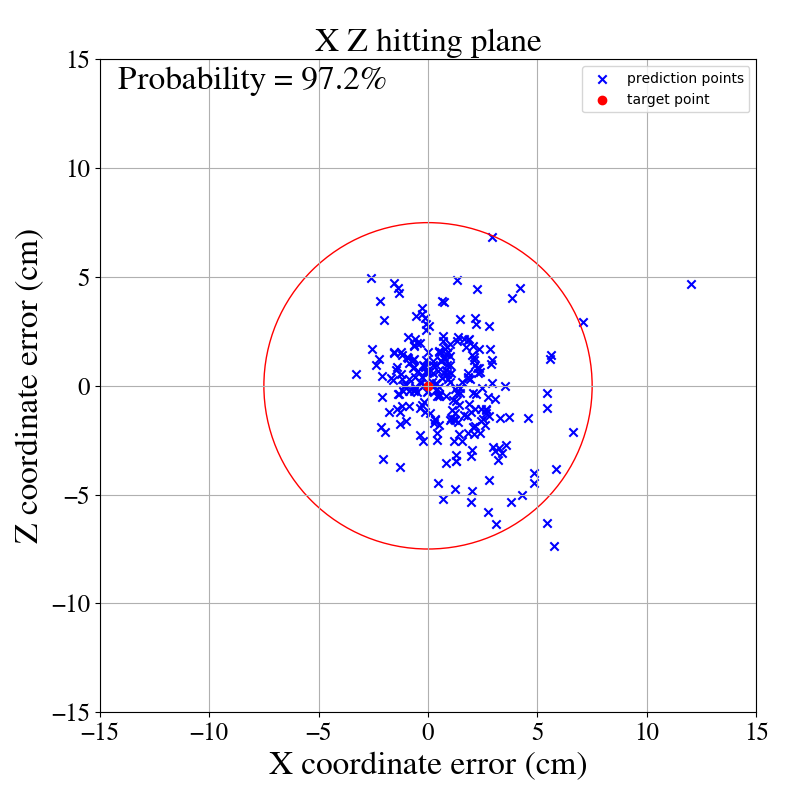 X Z hitting plane
Probability = 97.2%
prediction points
target point
15
10
5
0
−5
−10
−15
Z coordinate error (cm)
−15 −10 −5 0 5 10 15
X coordinate error (cm)